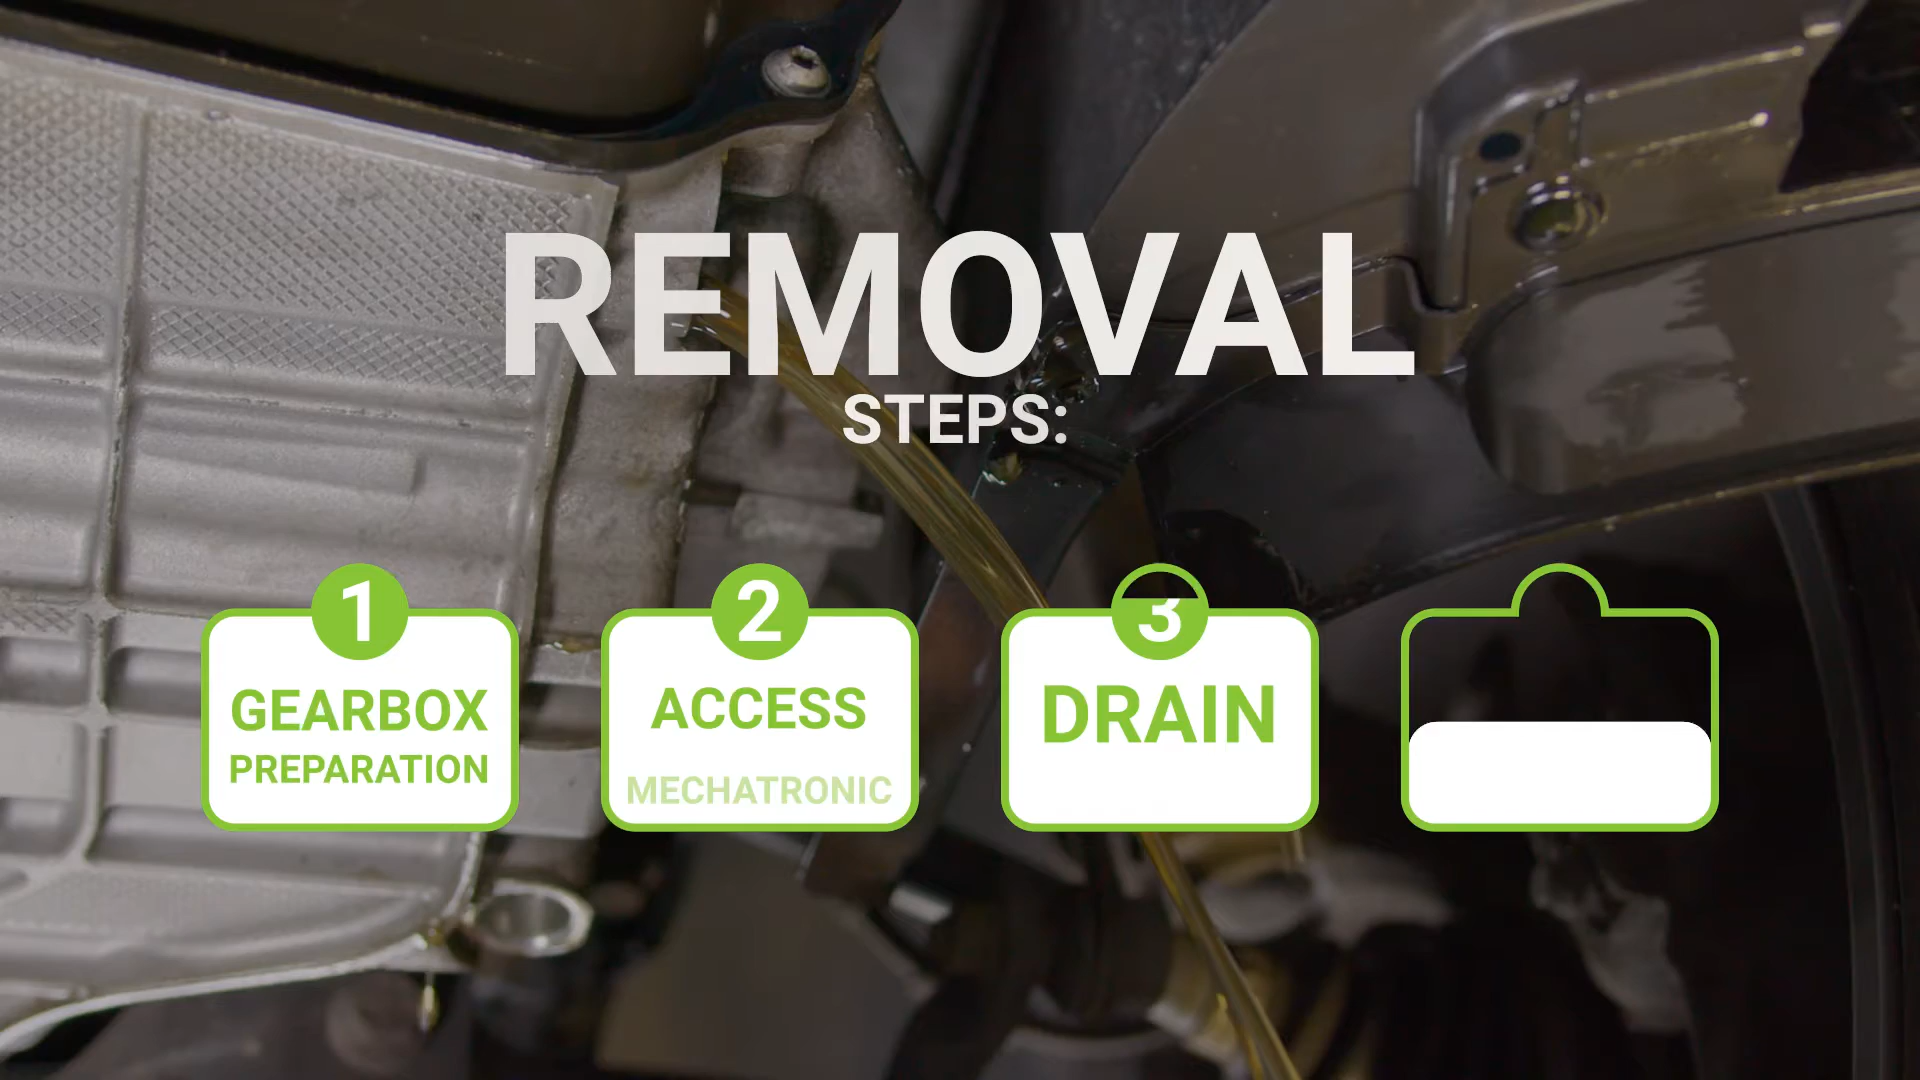 REMOVAL
STEPS:
1
GEARBOX
PREPARATION
2
ACCESS
MECHATRONIC
3
DRAIN